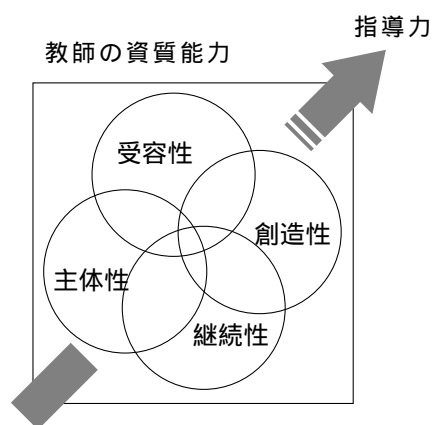 指導力
教師の資質能力
受容性
創造性
主体性
継続性